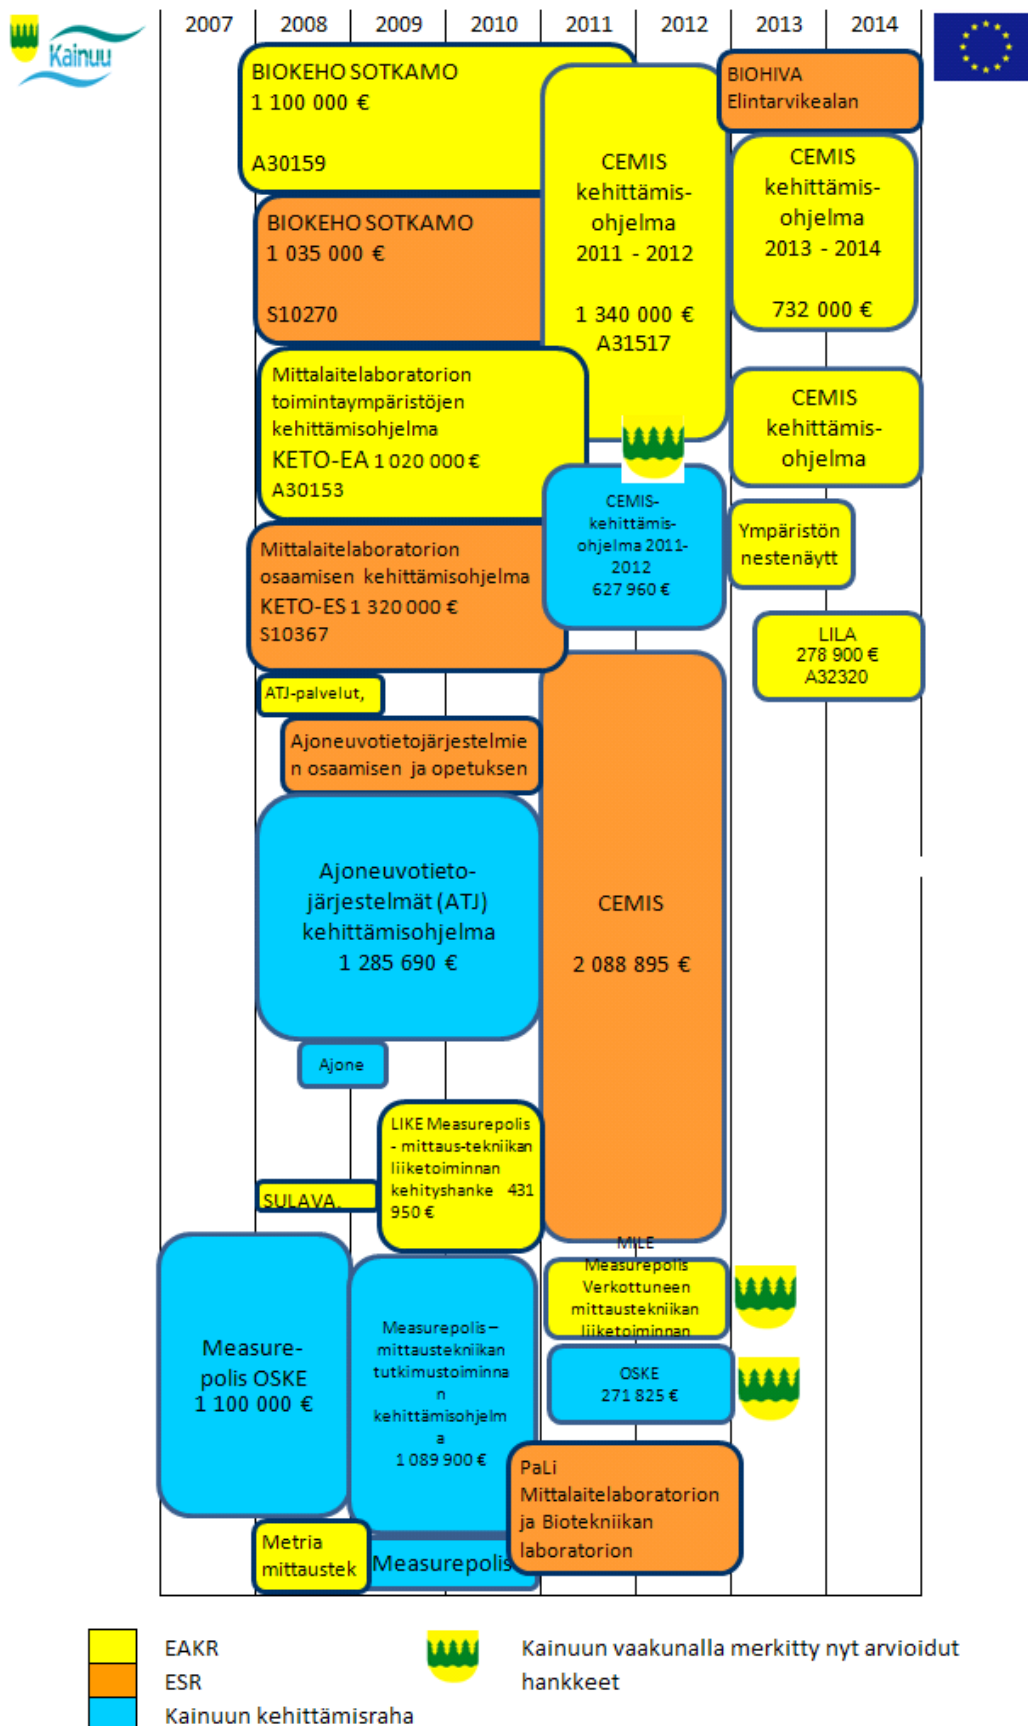 Kainuu
2007 2008 2009 2010 2011 2012 2013 2014
BIOKEHO SOTKAMO
1 100 000 €
A30159
BIOKEHO SOTKAMO
1 035 000 €
S10270
Mittalaitelaboratorion
toimintaympäristöjen
kehittämisohjelma
KETO-EA 1 020 000 €
A30153
Mittalaitelaboratorion
osaamisen kehittämisohjelma
KETO-ES 1 320 000 €
S10367
ATJ-palvelut,
Ajoneuvotietojärjestelmie
n osaamisen ja opetuksen
Ajoneuvotieto-
järjestelmät (ATJ)
kehittämisohjelma
1 285 690 €
Ajone
LIKE Measurepolis
- mittaus-tekniikan
liiketoiminnan
kehityshanke 431
950 €
SULAVA.
Measure-
polis OSKE
1 100 000 €
Measurepolis –
mittaustekniikan
tutkimustoiminna
n
kehittämisohjelm
a
1 089 900 €
Metria
mittaustek
Measurepolis
CEMIS
kehittämis-
ohjelma
2011 - 2012
1 340 000 €
A31517
CEMIS-
kehittämis-
ohjelma 2011-
2012
627 960 €
CEMIS
2 088 895 €
MILE
Measurepolis
Verkottuneen
mittaustekniikan
liiketoiminnan
OSKE
271 825 €
PaLi
Mittalaitelaboratorion
ja Biotekniikan
laboratorion
BIOHIVA
Elintarvikealan
CEMIS
kehittämis-
ohjelma
2013 - 2014
732 000 €
CEMIS
kehittämis-
ohjelma
Ympäristön
nestenäytt
LILA
278 900 €
A32320
EAKR
ESR
Kainuun kehittämisraha
Kainuun vaakunalla merkitty nyt arvioidut
hankkeet